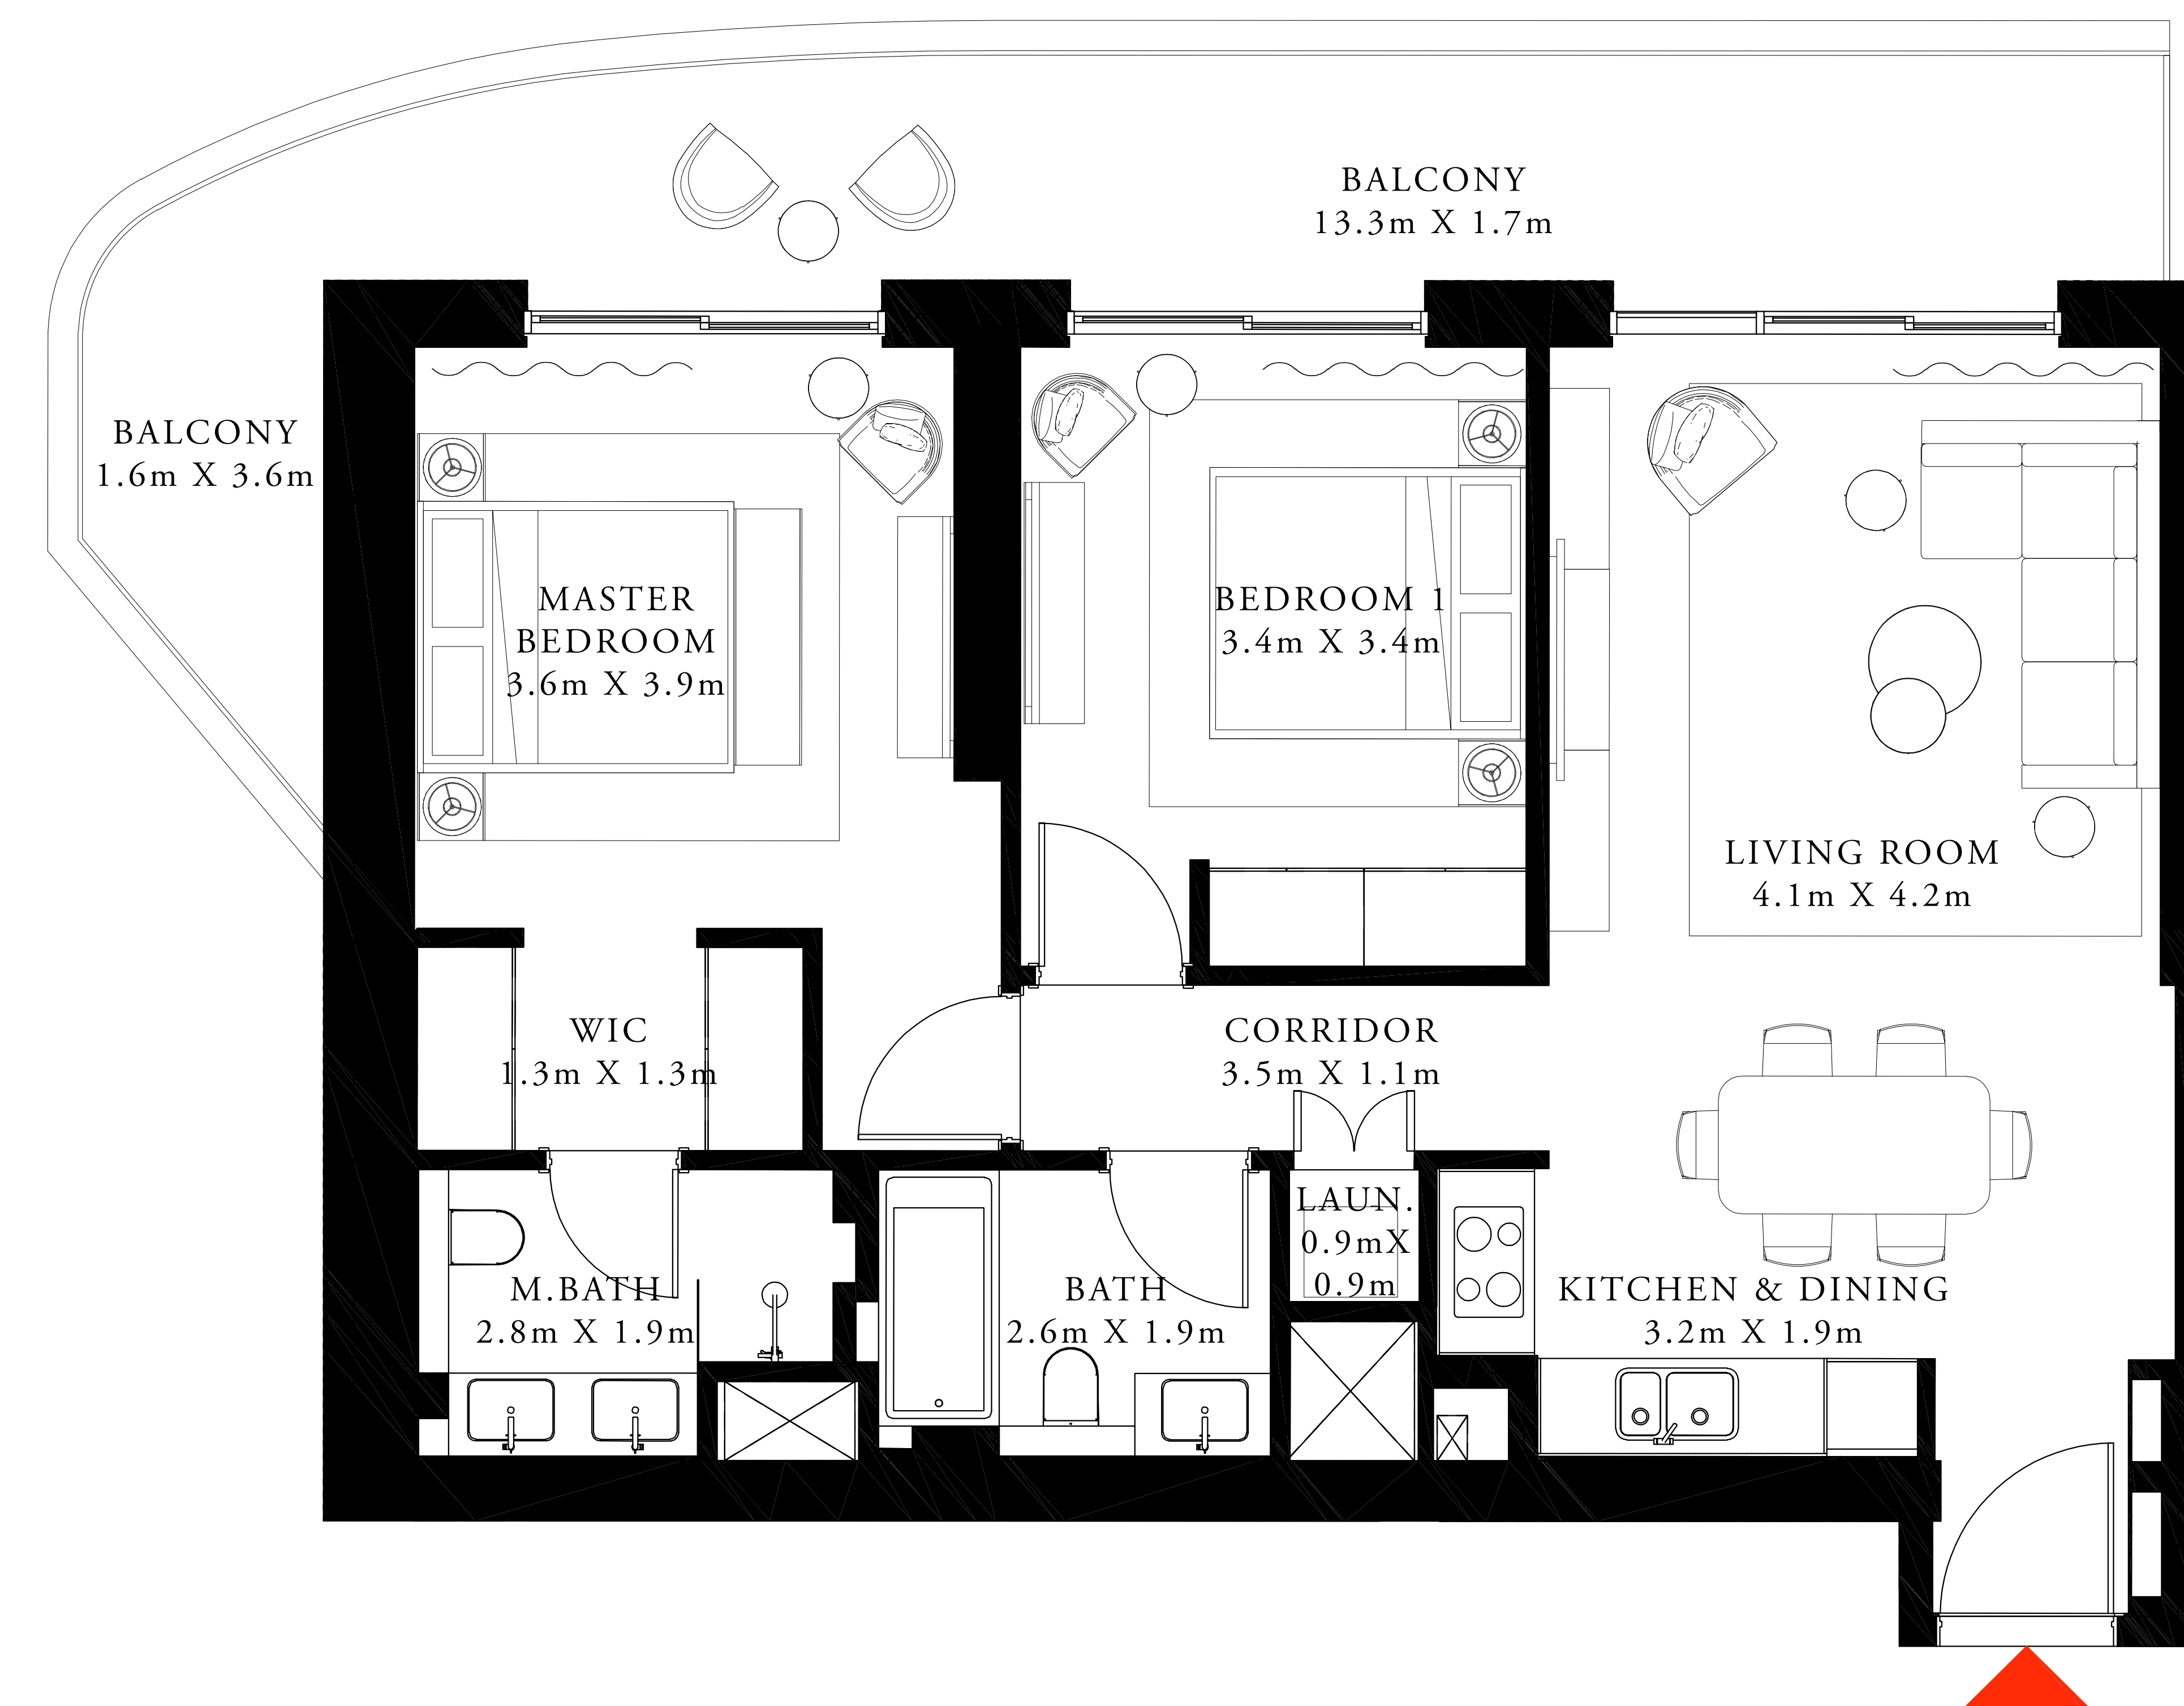 BALCONY
13.3m X 1.7m
BALCONY
1.6m X 3.6m
MASTER
BEDROOM
3.6m X 3.9m
BEDROOM 1
3.4m X 3.4m
LIVING ROOM
4.1m X 4.2m
WIC
1.3m X 1.3m
CORRIDOR
3.5m X 1.1m
LAUN.
0.9mX
0.9m
M.BATH
2.8m X 1.9m
BATH
2.6m X 1.9m
KITCHEN & DINING
3.2m X 1.9m